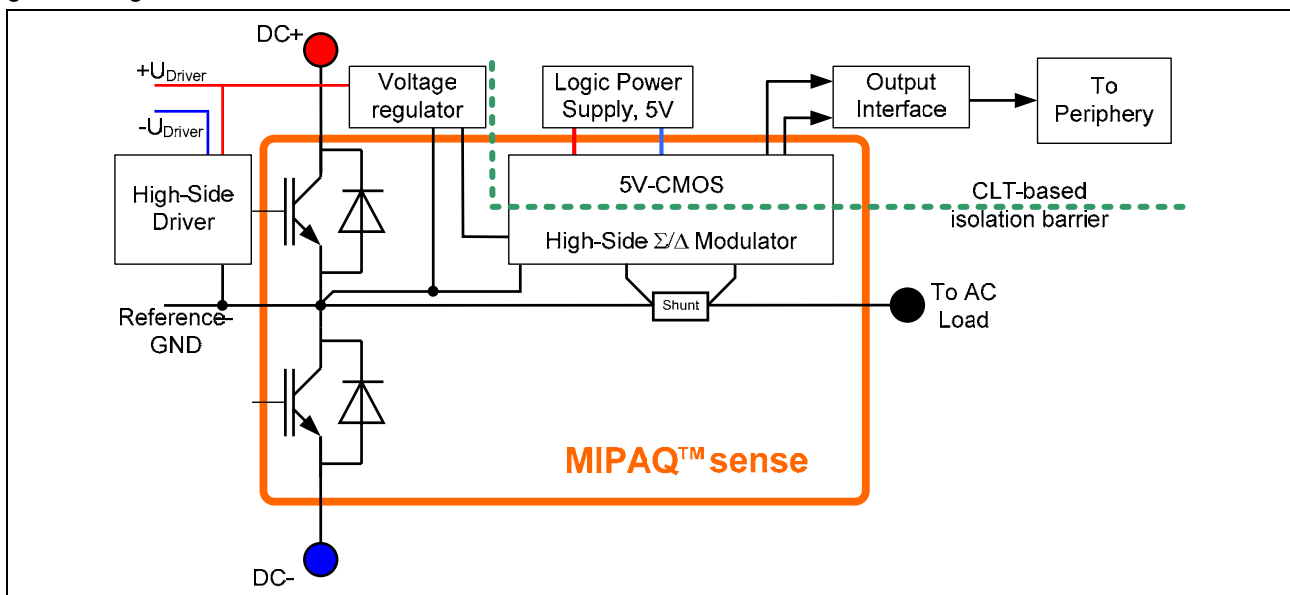 DC+
+UDriver
-UDriver
Voltage
regulator
Logic Power
Supply, 5V
Output
Interface
To
Periphery
High-Side
Driver
5V-CMOS
High-Side Σ/Δ Modulator
CLT-based
isolation barrier
Shunt
To AC
Load
Reference-
GND
MIPAQ™ sense
DC-